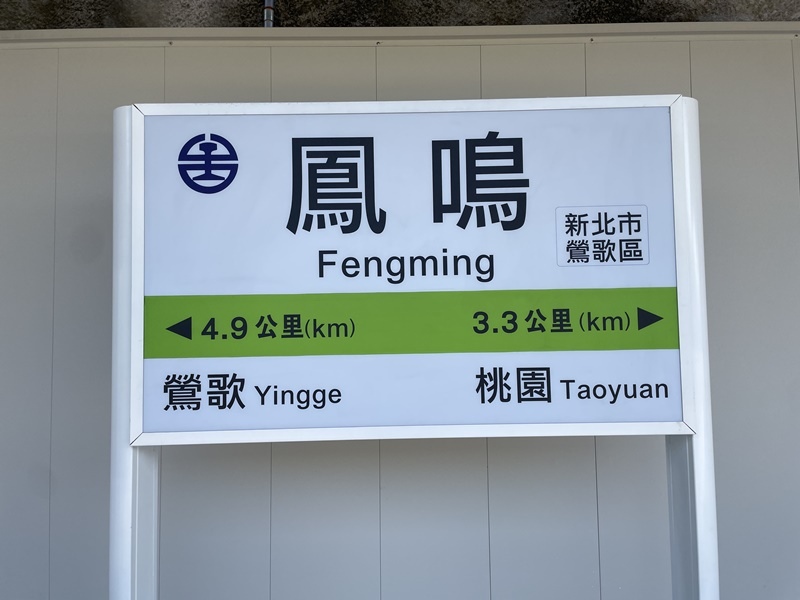 鳳鳴
Fengming
新北市
鶯歌區
◀ 4.9 公里(km)
3.3 公里(km) ▶
鶯歌 Yingge
桃園 Taoyuan